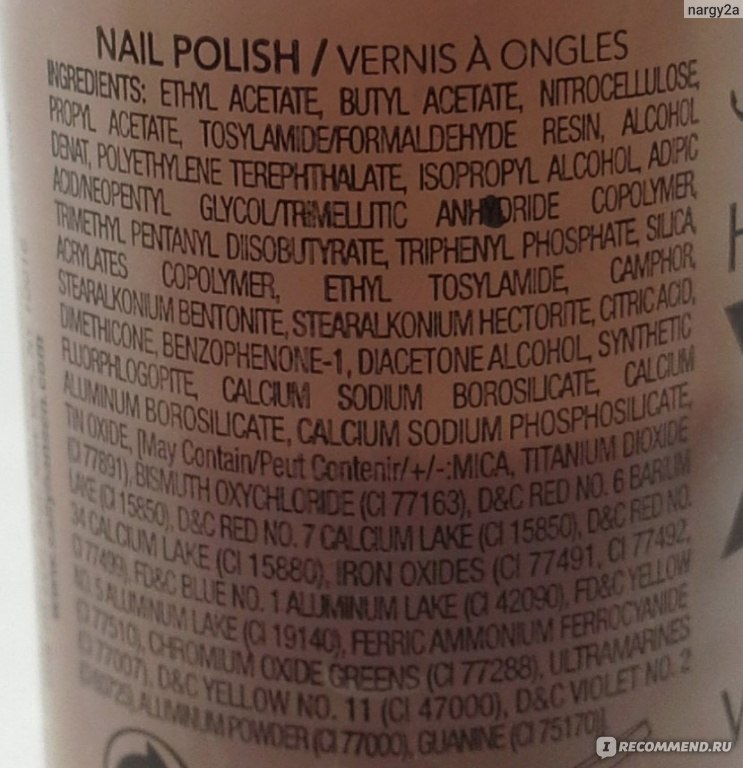 nargy2a
NAIL POLISH / VERNIS À ONGLES
INGREDIENTS: ETHYL ACETATE, BUTYL ACETATE, NITROCELLULOSE,
PROPYL ACETATE, TOSYLAMIDE/FORMALDEHYDE RESIN, ALCOHOL
DENAT, POLYETHYLENE TEREPHTHALATE, ISOPROPYL ALCOHOL, ADIPIC
ACID/NEOPENTYL GLYCOL/TRIMELLITIC ANHYDRIDE COPOLYMER,
TRIMETHYL PENTANYL DIISOBUTYRATE, TRIPHENYL PHOSPHATE, SILICA,
ACRYLATES COPOLYMER, ETHYL TOSYLAMIDE, CAMPHOR,
STEARALKONIUM BENTONITE, STEARALKONIUM HECTORITE, CITRIC ACID,
DIMETHICONE, BENZOPHENONE-1, DIACETONE ALCOHOL, SYNTHETIC
FLUORPHLOGOPITE, CALCIUM SODIUM BOROSILICATE, CALCIUM
ALUMINUM BOROSILICATE, CALCIUM SODIUM PHOSPHOSILICATE,
TIN OXIDE, [May Contain/Peut Contenir/+/-:MICA, TITANIUM DIOXIDE
(CI 77891), BISMUTH OXYCHLORIDE (CI 77163), D&C RED NO. 6 BARIUM
LAKE (CI 15850), D&C RED NO. 7 CALCIUM LAKE (CI 15850), D&C RED NO.
34 CALCIUM LAKE (CI 15880), IRON OXIDES (CI 77491, CI 77492,
CI 77499), FD&C BLUE NO. 1 ALUMINUM LAKE (CI 42090), FD&C YELLOW
NO. 5 ALUMINUM LAKE (CI 19140), FERRIC AMMONIUM FERROCYANIDE
(CI 77510), CHROMIUM OXIDE GREENS (CI 77288), ULTRAMARINES
(CI 77007), D&C YELLOW NO. 11 (CI 47000), D&C VIOLET NO. 2
(CI 60725), ALUMINUM POWDER (CI 77000), GUANINE (CI 75170)].
IRECOMMEND.RU